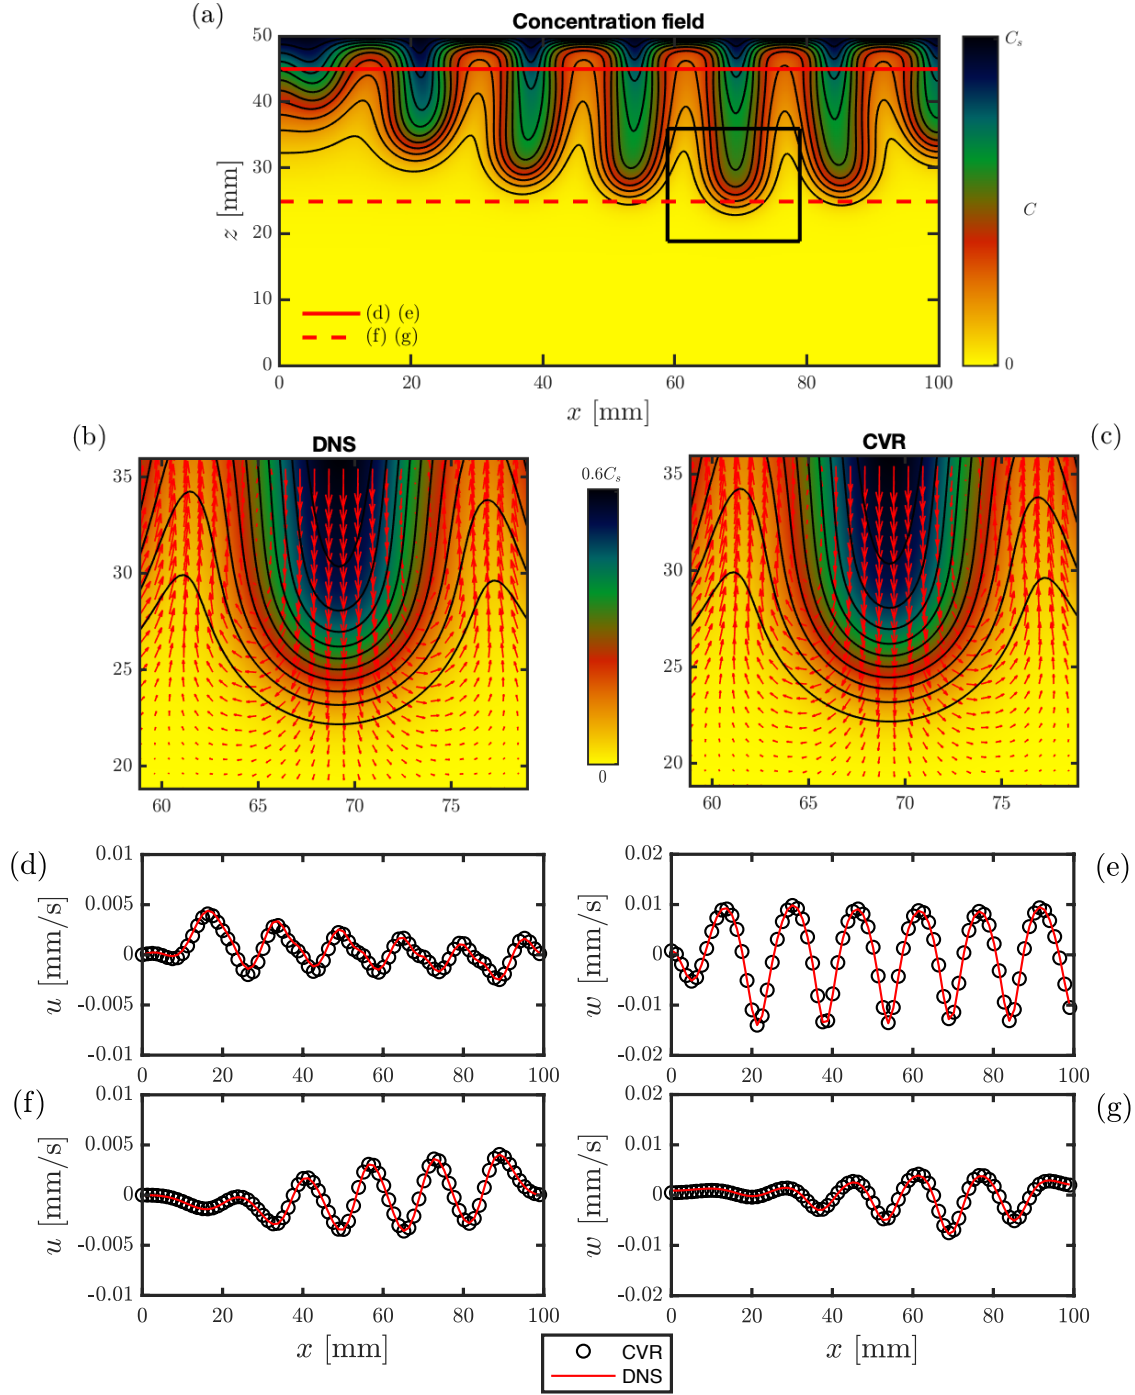 (a)
Concentration field
50
40
30
20
10
0
z [mm]
(d) (e)
(f) (g)
0 20 40 60 80 100
x [mm]
C_s
C
0
(b)
DNS
35
30
25
20
60 65 70 75
0.6C_s
0
(c)
CVR
35
30
25
20
60 65 70 75
(d)
0.01
0.005
0
-0.005
-0.01
u [mm/s]
0 20 40 60 80 100
(e)
0.02
0.01
0
-0.01
-0.02
w [mm/s]
0 20 40 60 80 100
(f)
0.01
0.005
0
-0.005
-0.01
u [mm/s]
0 20 40 60 80 100
x [mm]
(g)
0.02
0.01
0
-0.01
-0.02
w [mm/s]
0 20 40 60 80 100
x [mm]
CVR
DNS